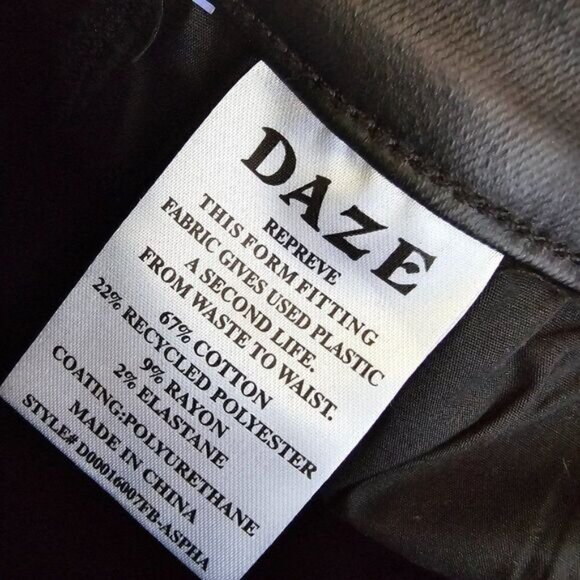 DAZE
REPREVE
THIS FORM FITTING
FABRIC GIVES USED PLASTIC
A SECOND LIFE.
FROM WASTE TO WAIST.
67% COTTON
22% RECYCLED POLYESTER
9% RAYON
2% ELASTANE
COATING:POLYURETHANE
MADE IN CHINA
STYLE# D00016007FB-ASPHA